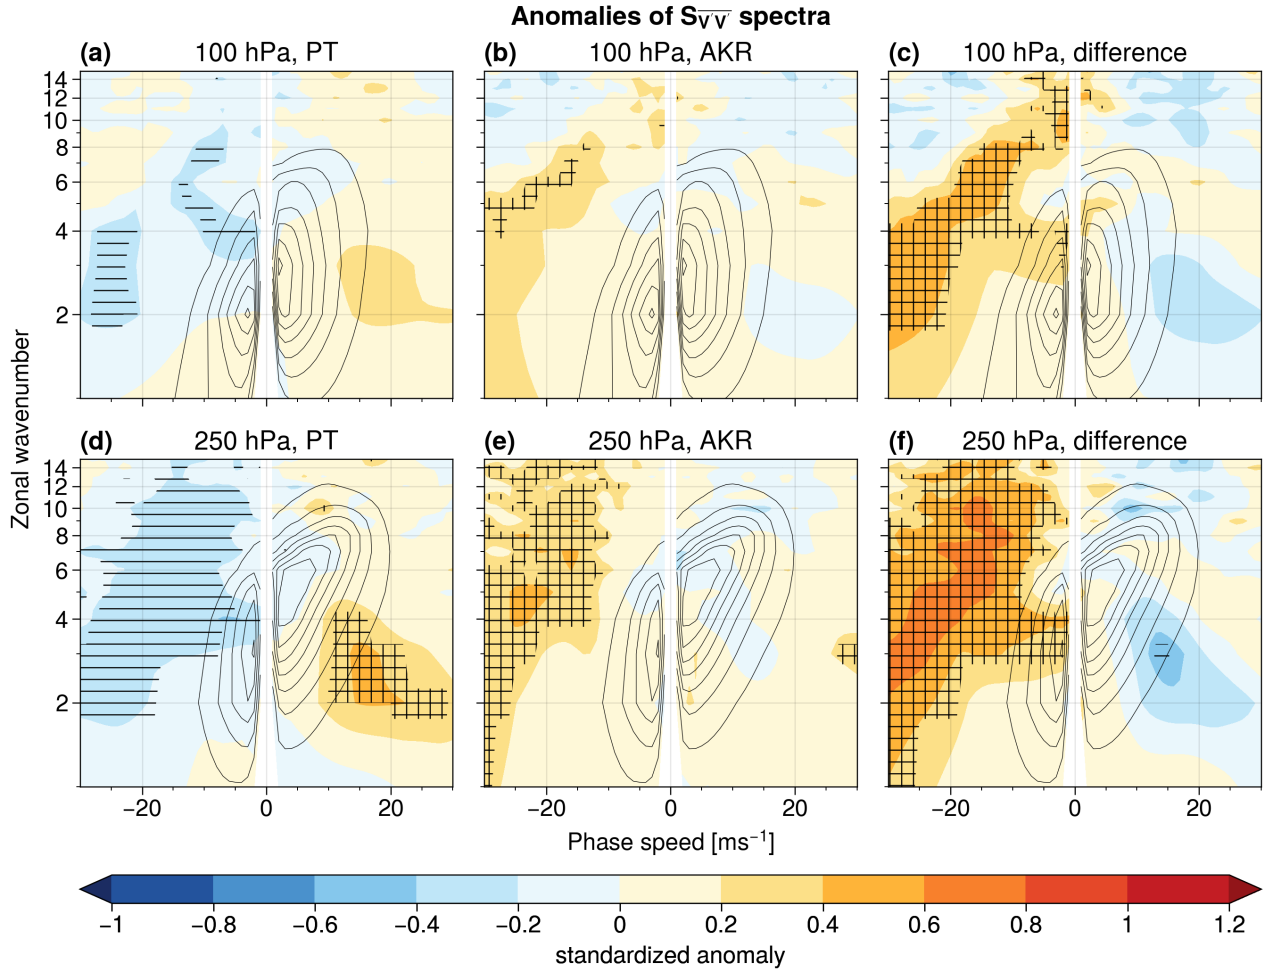 Anomalies of S_{\overline{V'V'}} spectra
(a) 100 hPa, PT
(b) 100 hPa, AKR
(c) 100 hPa, difference
14
12
10
8
6
4
2
(d) 250 hPa, PT
(e) 250 hPa, AKR
(f) 250 hPa, difference
14
12
10
8
6
4
2
Zonal wavenumber
−20 0 20
−20 0 20
−20 0 20
Phase speed [ms⁻¹]
−1 −0.8 −0.6 −0.4 −0.2 0 0.2 0.4 0.6 0.8 1 1.2
standardized anomaly